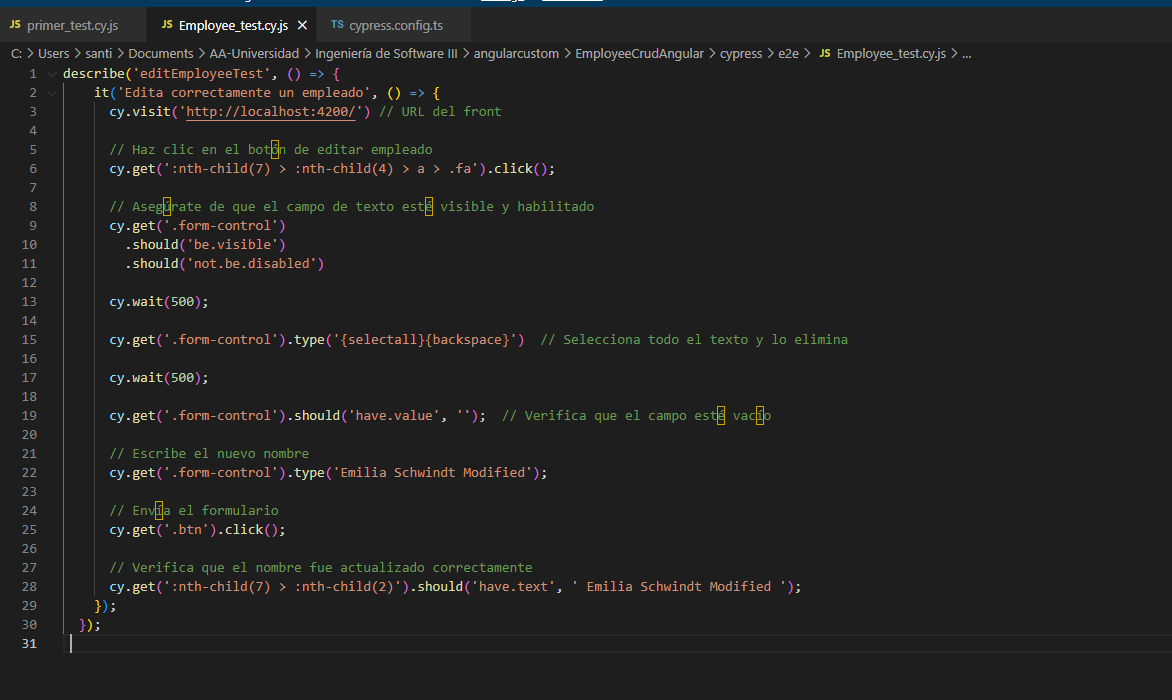 JS primer_test.cy.js JS Employee_test.cy.js × TS cypress.config.ts
C: > Users > santi > Documents > AA-Universidad > Ingeniería de Software III > angularcustom > EmployeeCrudAngular > cypress > e2e > JS Employee_test.cy.js > ...
1 describe('editEmployeeTest', () => {
2 it('Edita correctamente un empleado', () => {
3 cy.visit('http://localhost:4200/') // URL del front
4
5 // Haz clic en el botón de editar empleado
6 cy.get(':nth-child(7) > :nth-child(4) > a > .fa').click();
7
8 // Asegúrate de que el campo de texto esté visible y habilitado
9 cy.get('.form-control')
10 .should('be.visible')
11 .should('not.be.disabled')
12
13 cy.wait(500);
14
15 cy.get('.form-control').type('{selectall}{backspace}') // Selecciona todo el texto y lo elimina
16
17 cy.wait(500);
18
19 cy.get('.form-control').should('have.value', ''); // Verifica que el campo esté vacío
20
21 // Escribe el nuevo nombre
22 cy.get('.form-control').type('Emilia Schwindt Modified');
23
24 // Envía el formulario
25 cy.get('.btn').click();
26
27 // Verifica que el nombre fue actualizado correctamente
28 cy.get(':nth-child(7) > :nth-child(2)').should('have.text', ' Emilia Schwindt Modified ');
29 });
30 });
31